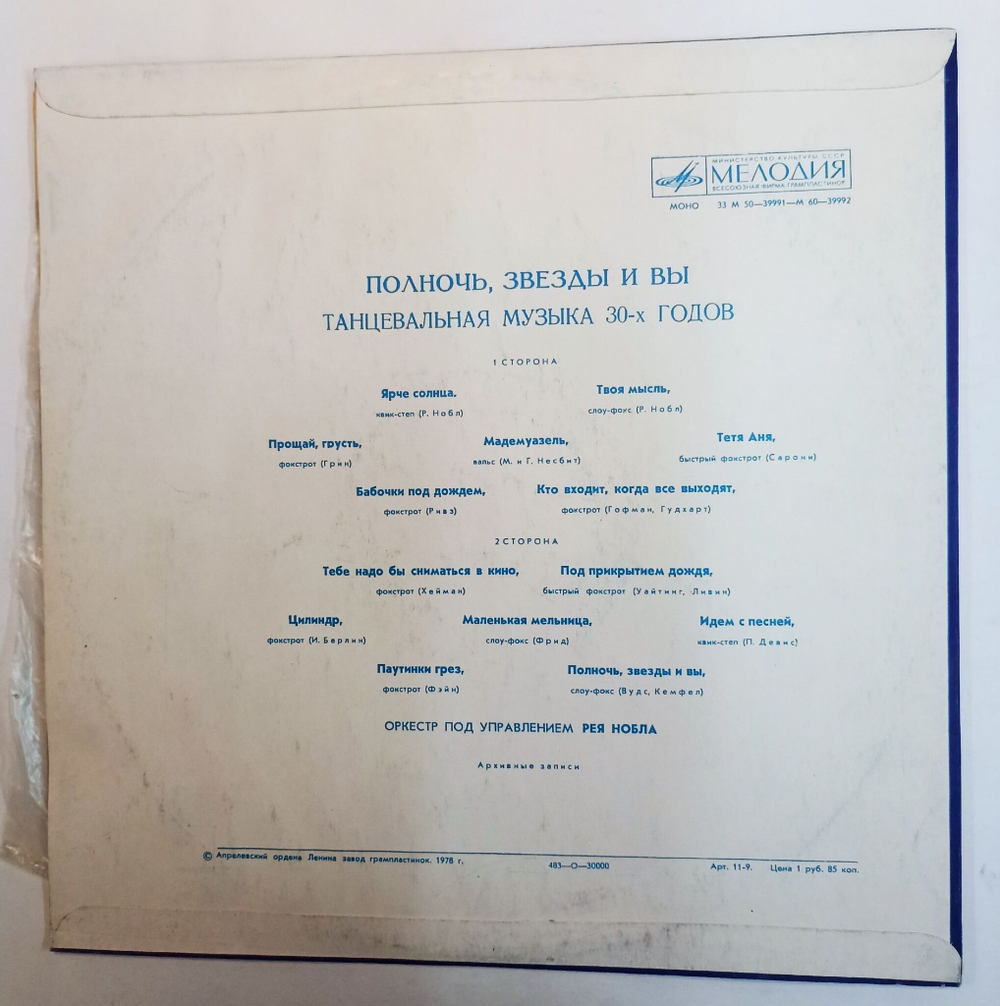 МИНИСТЕРСТВО КУЛЬТУРЫ СССР
МЕЛОДИЯ
ВСЕСОЮЗНАЯ ФИРМА ГРАМПЛАСТИНОК
МОНО 33 М 50—39991—М 60—39992
ПОЛНОЧЬ, ЗВЕЗДЫ И ВЫ
ТАНЦЕВАЛЬНАЯ МУЗЫКА 30-х ГОДОВ
1 СТОРОНА
Ярче солнца. Твоя мысль,
квик-степ (Р. Нобл) слоу-фокс (Р. Нобл)
Прощай, грусть, Мадемуазель, Тетя Аня,
фокстрот (Грин) вальс (М. и Г. Несбит) быстрый фокстрот (Сарони)
Бабочки под дождем, Кто входит, когда все выходят,
фокстрот (Ривз) фокстрот (Гофман, Гудхарт)
2 СТОРОНА
Тебе надо бы сниматься в кино, Под прикрытием дождя,
фокстрот (Хейман) быстрый фокстрот (Уайтинг, Ливин)
Цилиндр, Маленькая мельница, Идем с песней,
фокстрот (И. Берлин) слоу-фокс (Фрид) квик-степ (П. Девис)
Паутинки грез, Полночь, звезды и вы,
фокстрот (Фэйн) слоу-фокс (Вудс, Кемфел)
ОРКЕСТР ПОД УПРАВЛЕНИЕМ РЕЯ НОБЛА
Архивные записи
© Апрелевский ордена Ленина завод грампластинок. 1978 г. 483—О—30000 Арт. 11-9. Цена 1 руб. 85 коп.